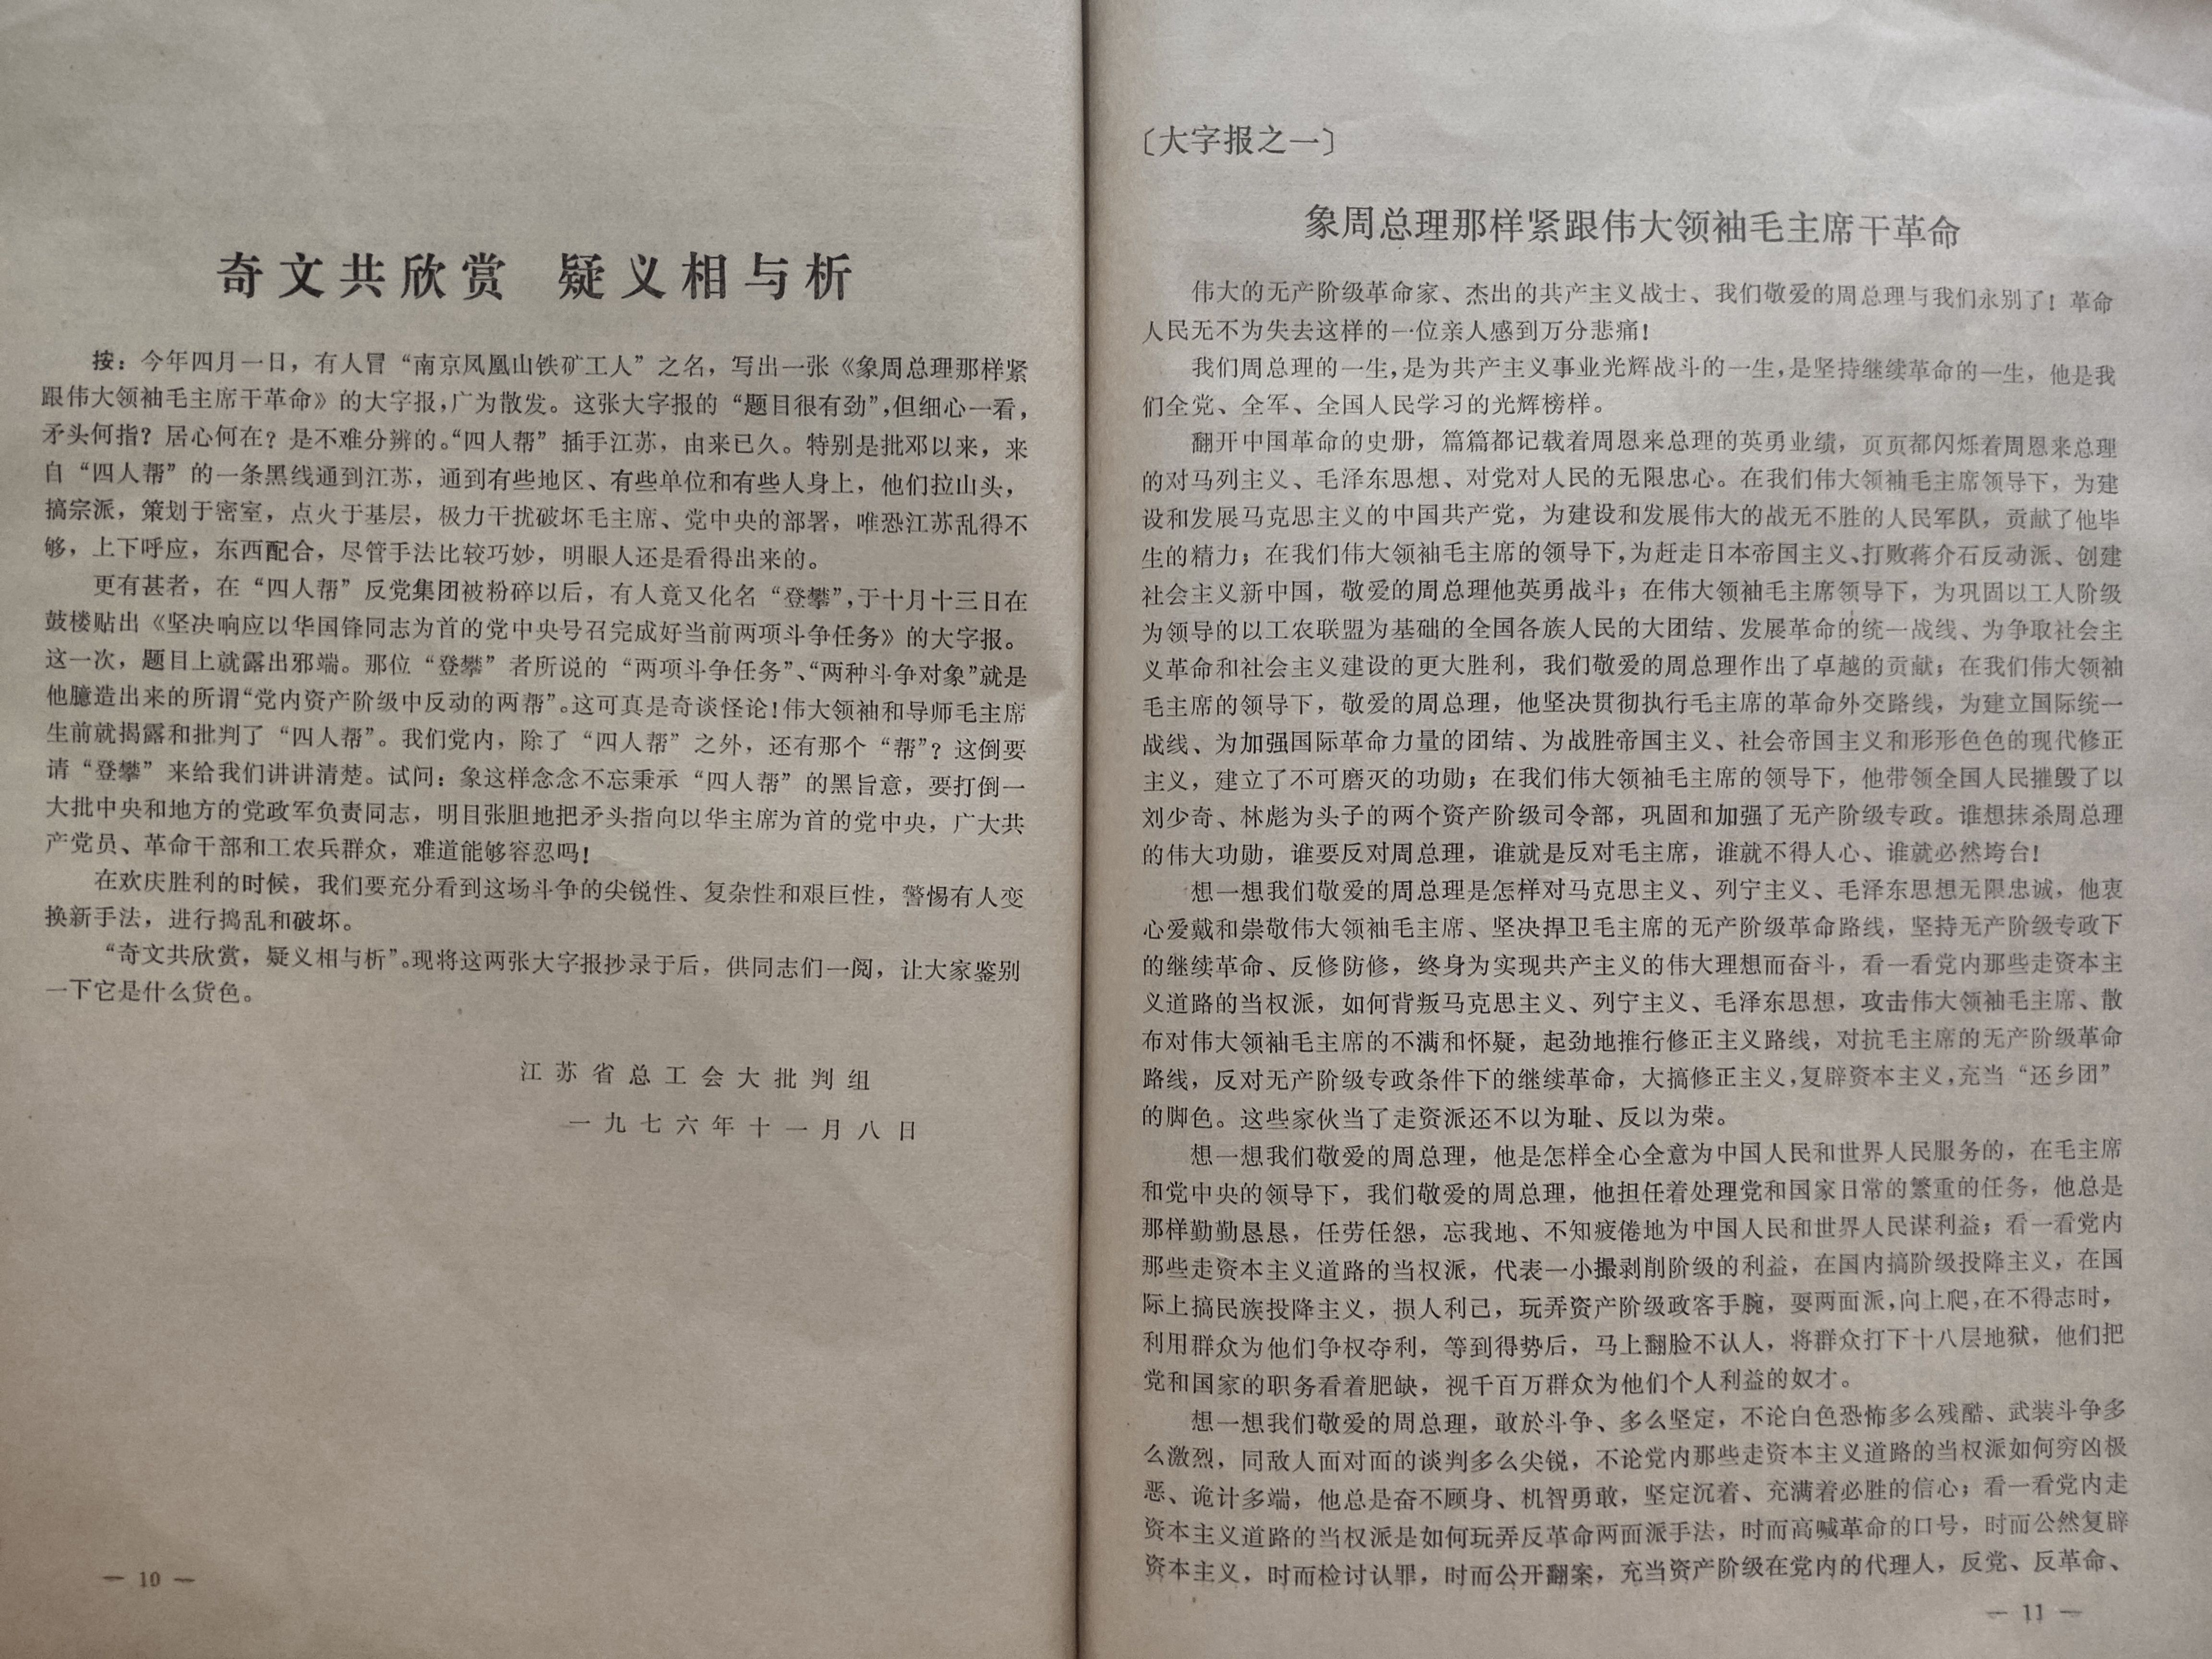 奇文共欣赏 疑义相与析
按：今年四月一日，有人冒“南京凤凰山铁矿工人”之名，写出一张《象周总理那样紧
跟伟大领袖毛主席干革命》的大字报，广为散发。这张大字报的“题目很有劲”，但细心一看，
矛头何指？居心何在？是不难分辨的。“四人帮”插手江苏，由来已久。特别是批邓以来，来
自“四人帮”的一条黑线通到江苏，通到有些地区、有些单位和有些人身上，他们拉山头，
搞宗派，策划于密室，点火于基层，极力干扰破坏毛主席、党中央的部署，唯恐江苏乱得不
够，上下呼应，东西配合，尽管手法比较巧妙，明眼人还是看得出来的。
更有甚者，在“四人帮”反党集团被粉碎以后，有人竟又化名“登攀”，于十月十三日在
鼓楼贴出《坚决响应以华国锋同志为首的党中央号召完成好当前两项斗争任务》的大字报。
这一次，题目上就露出邪端。那位“登攀”者所说的“两项斗争任务”、“两种斗争对象”就是
他臆造出来的所谓“党内资产阶级中反动的两帮”。这可真是奇谈怪论！伟大领袖和导师毛主席
生前就揭露和批判了“四人帮”。我们党内，除了“四人帮”之外，还有那个“帮”？这倒要
请“登攀”来给我们讲讲清楚。试问：象这样念念不忘秉承“四人帮”的黑旨意，要打倒一
大批中央和地方的党政军负责同志，明目张胆地把矛头指向以华主席为首的党中央，广大共
产党员、革命干部和工农兵群众，难道能够容忍吗！
在欢庆胜利的时候，我们要充分看到这场斗争的尖锐性、复杂性和艰巨性，警惕有人变
换新手法，进行捣乱和破坏。
“奇文共欣赏，疑义相与析”。现将这两张大字报抄录于后，供同志们一阅，让大家鉴别
一下它是什么货色。
江苏省总工会大批判组
一九七六年十一月八日
— 10 —
〔大字报之一〕
象周总理那样紧跟伟大领袖毛主席干革命
伟大的无产阶级革命家、杰出的共产主义战士、我们敬爱的周总理与我们永别了！革命
人民无不为失去这样的一位亲人感到万分悲痛！
我们周总理的一生，是为共产主义事业光辉战斗的一生，是坚持继续革命的一生，他是我
们全党、全军、全国人民学习的光辉榜样。
翻开中国革命的史册，篇篇都记载着周恩来总理的英勇业绩，页页都闪烁着周恩来总理
的对马列主义、毛泽东思想、对党对人民的无限忠心。在我们伟大领袖毛主席领导下，为建
设和发展马克思主义的中国共产党，为建设和发展伟大的战无不胜的人民军队，贡献了他毕
生的精力；在我们伟大领袖毛主席的领导下，为赶走日本帝国主义、打败蒋介石反动派、创建
社会主义新中国，敬爱的周总理他英勇战斗；在伟大领袖毛主席领导下，为巩固以工人阶级
为领导的以工农联盟为基础的全国各族人民的大团结、发展革命的统一战线、为争取社会主
义革命和社会主义建设的更大胜利，我们敬爱的周总理作出了卓越的贡献；在我们伟大领袖
毛主席的领导下，敬爱的周总理，他坚决贯彻执行毛主席的革命外交路线，为建立国际统一
战线、为加强国际革命力量的团结、为战胜帝国主义、社会帝国主义和形形色色的现代修正
主义，建立了不可磨灭的功勋；在我们伟大领袖毛主席的领导下，他带领全国人民摧毁了以
刘少奇、林彪为头子的两个资产阶级司令部，巩固和加强了无产阶级专政。谁想抹杀周总理
的伟大功勋，谁要反对周总理，谁就是反对毛主席，谁就不得人心、谁就必然垮台！
想一想我们敬爱的周总理是怎样对马克思主义、列宁主义、毛泽东思想无限忠诚，他衷
心爱戴和崇敬伟大领袖毛主席、坚决捍卫毛主席的无产阶级革命路线，坚持无产阶级专政下
的继续革命、反修防修，终身为实现共产主义的伟大理想而奋斗，看一看党内那些走资本主
义道路的当权派，如何背叛马克思主义、列宁主义、毛泽东思想，攻击伟大领袖毛主席、散
布对伟大领袖毛主席的不满和怀疑，起劲地推行修正主义路线，对抗毛主席的无产阶级革命
路线，反对无产阶级专政条件下的继续革命，大搞修正主义，复辟资本主义，充当“还乡团”
的脚色。这些家伙当了走资派还不以为耻、反以为荣。
想一想我们敬爱的周总理，他是怎样全心全意为中国人民和世界人民服务的，在毛主席
和党中央的领导下，我们敬爱的周总理，他担任着处理党和国家日常的繁重的任务，他总是
那样勤勤恳恳，任劳任怨，忘我地、不知疲倦地为中国人民和世界人民谋利益；看一看党内
那些走资本主义道路的当权派，代表一小撮剥削阶级的利益，在国内搞阶级投降主义，在国
际上搞民族投降主义，损人利己，玩弄资产阶级政客手腕，耍两面派，向上爬，在不得志时，
利用群众为他们争权夺利，等到得势后，马上翻脸不认人，将群众打下十八层地狱，他们把
党和国家的职务看着肥缺，视千百万群众为他们个人利益的奴才。
想一想我们敬爱的周总理，敢於斗争、多么坚定，不论白色恐怖多么残酷、武装斗争多
么激烈，同敌人面对面的谈判多么尖锐，不论党内那些走资本主义道路的当权派如何穷凶极
恶、诡计多端，他总是奋不顾身、机智勇敢，坚定沉着、充满着必胜的信心；看一看党内走
资本主义道路的当权派是如何玩弄反革命两面派手法，时而高喊革命的口号，时而公然复辟
资本主义，时而检讨认罪，时而公开翻案，充当资产阶级在党内的代理人，反党、反革命、
— 11 —